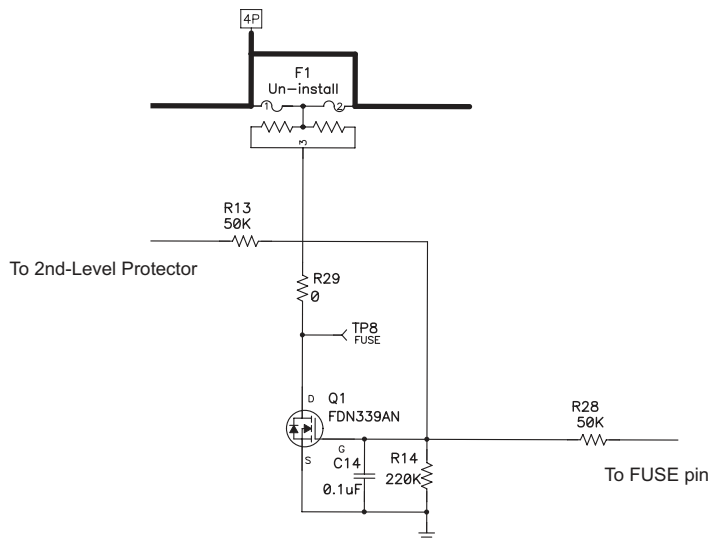 4P
F1
Un-install
1 2
3
R13
50K
To 2nd-Level Protector
R29
0
TP8
FUSE
D Q1
FDN339AN
G
S
C14
0.1uF
R14
220K
R28
50K
To FUSE pin